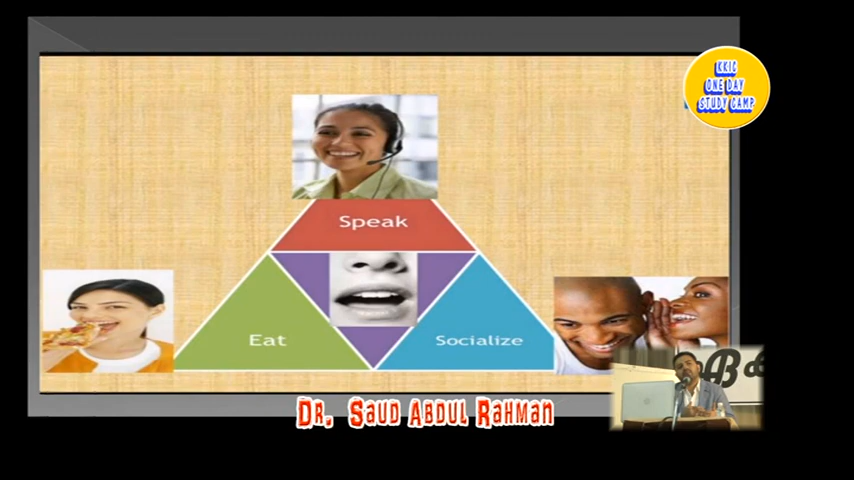 KKIC
ONE DAY
STUDY CAMP
Speak
Eat
Socialize
Dr. Saud Abdul Rahman